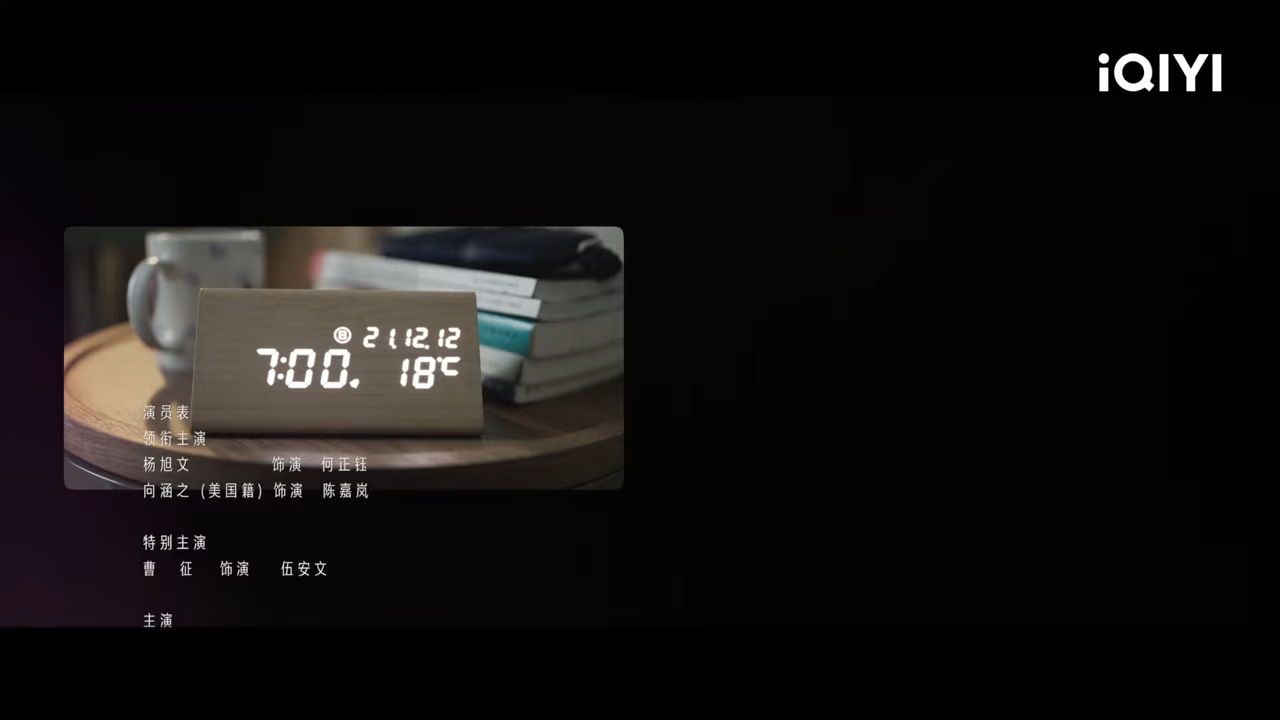 iQIYI
B 21.12.12
7:00. 18℃
演员表
领衔主演
杨旭文 饰演 何正钰
向涵之 (美国籍) 饰演 陈嘉岚
特别主演
曹 征 饰演 伍安文
主演